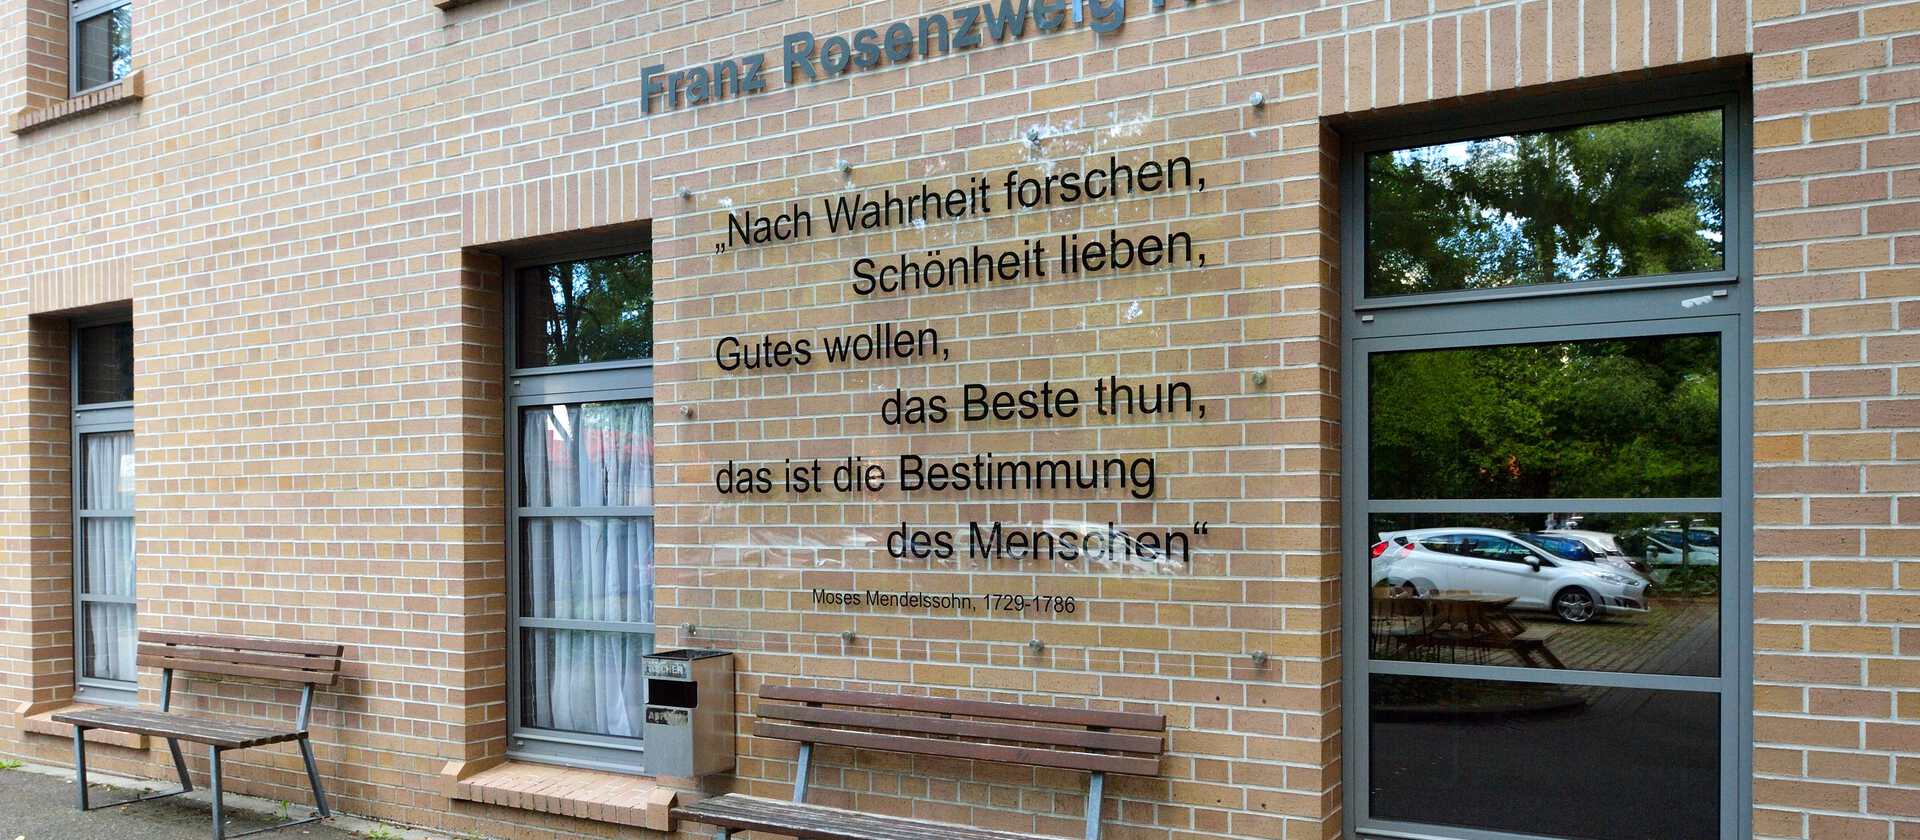 Franz Rosenzweig
„Nach Wahrheit forschen,
Schönheit lieben,
Gutes wollen,
das Beste thun,
das ist die Bestimmung
des Menschen“
Moses Mendelssohn, 1729-1786